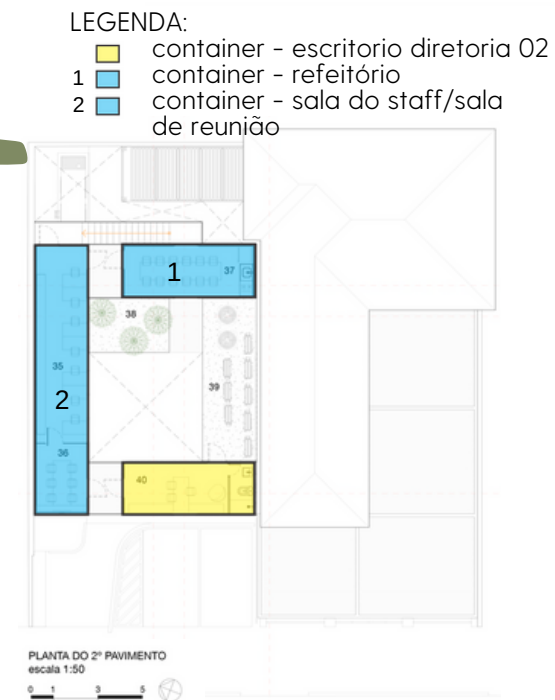 LEGENDA:
container - escritorio diretoria 02
1 container - refeitório
2 container - sala do staff/sala
de reunião
1
37
38
35
39
2
36
40
PLANTA DO 2º PAVIMENTO
escala 1:50
0 1 3 5